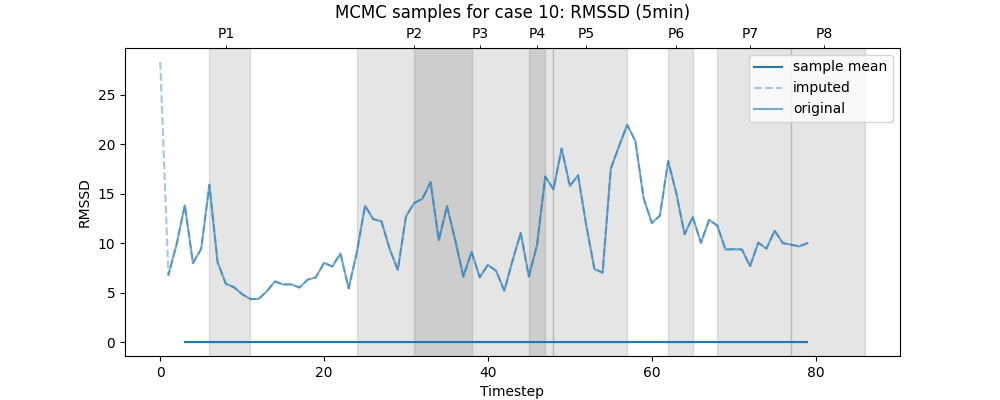 MCMC samples for case 10: RMSSD (5min)
P1 P2 P3 P4 P5 P6 P7 P8
sample mean
imputed
original
25
20
15
10
5
0
RMSSD
0 20 40 60 80
Timestep